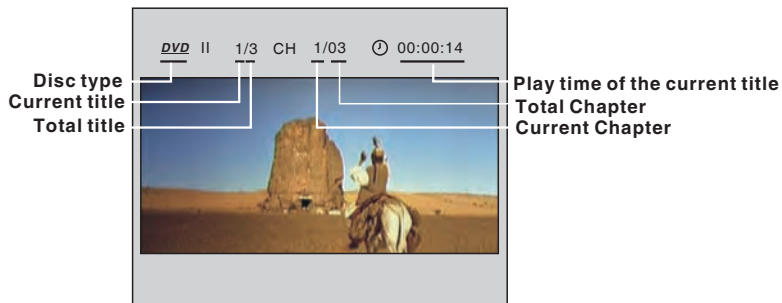 DVD II 1/3 CH 1/03 00:00:14
Disc type
Current title
Total title
Play time of the current title
Total Chapter
Current Chapter